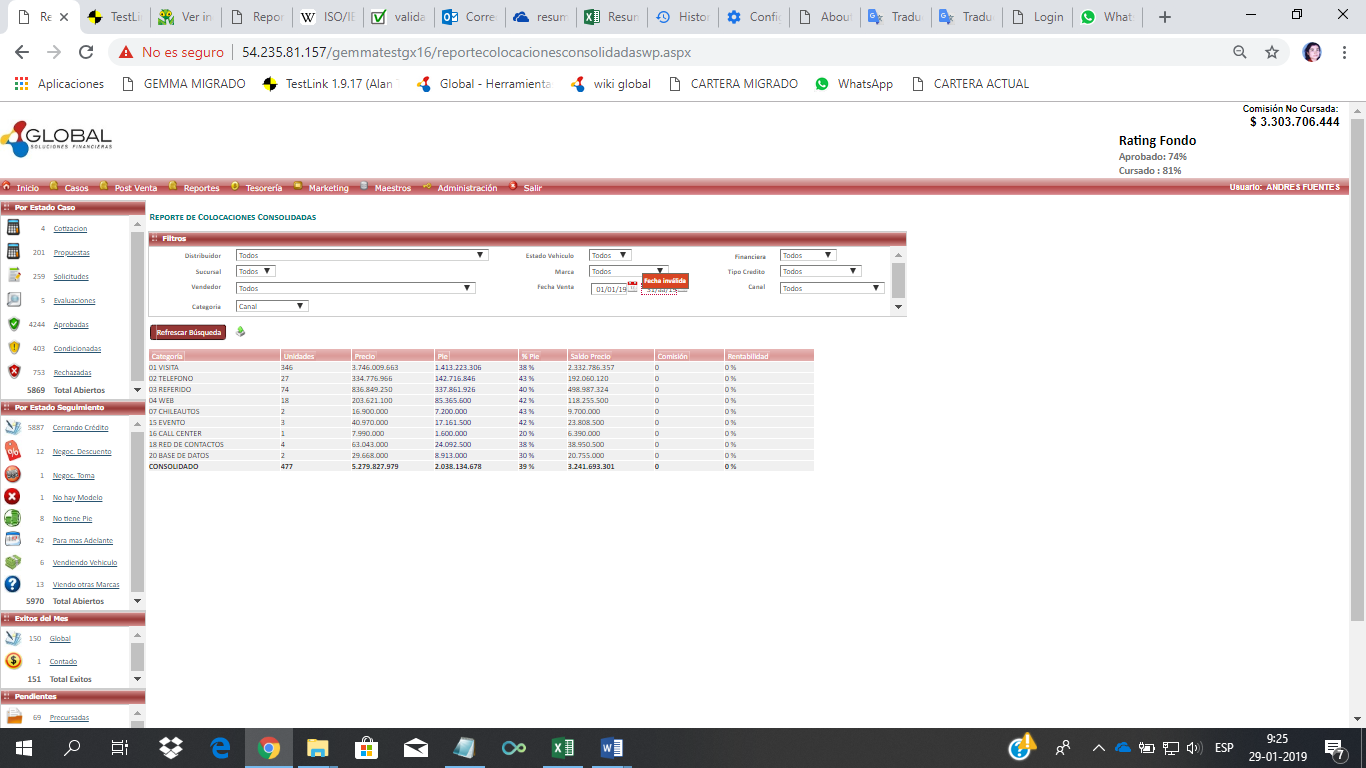 Re
TestLin
Ver in
Repor
ISO/IE
valida
Corre
resum
Resun
Histor
Config
About
Tradu
Tradu
Login
What
No es seguro
54.235.81.157/gemmatestgx16/reportecolocacionesconsolidadaswp.aspx
Aplicaciones
GEMMA MIGRADO
TestLink 1.9.17 (Alan
Global - Herramienta
wiki global
CARTERA MIGRADO
WhatsApp
CARTERA ACTUAL
Comisión No Cursada:
$ 3.303.706.444
GLOBAL
SOLUCIONES FINANCIERAS
Rating Fondo
Aprobado: 74%
Cursado : 81%
Inicio Casos Post Venta Reportes Tesorería Marketing Maestros Administración Salir
Usuario: ANDRES FUENTES
Por Estado Caso
4 Cotizacion
201 Propuestas
259 Solicitudes
5 Evaluaciones
4244 Aprobadas
403 Condicionadas
753 Rechazadas
5869 Total Abiertos
Por Estado Seguimiento
5887 Cerrando Crédito
12 Negoc. Descuento
1 Negoc. Toma
1 No hay Modelo
8 No tiene Pie
42 Para mas Adelante
6 Vendiendo Vehiculo
13 Viendo otras Marcas
5970 Total Abiertos
Exitos del Mes
150 Global
1 Contado
151 Total Exitos
Pendientes
69 Precursadas
REPORTE DE COLOCACIONES CONSOLIDADAS
Filtros
Distribuidor Todos Estado Vehículo Todos Financiera Todos
Sucursal Todos Marca Todos Tipo Credito Todos
Fecha inválida
Vendedor Todos Fecha Venta 01/01/19 Canal Todos
Categoria Canal
Refrescar Búsqueda
Categoría Unidades Precio Pie % Pie Saldo Precio Comisión Rentabilidad
01 VISITA 346 3.746.009.663 1.413.223.306 38 % 2.332.786.357 0 0 %
02 TELEFONO 27 334.776.966 142.716.846 43 % 192.060.120 0 0 %
03 REFERIDO 74 836.849.250 337.861.926 40 % 498.987.324 0 0 %
04 WEB 18 203.621.100 85.365.600 42 % 118.255.500 0 0 %
07 CHILEAUTOS 2 16.900.000 7.200.000 43 % 9.700.000 0 0 %
15 EVENTO 3 40.970.000 17.161.500 42 % 23.808.500 0 0 %
16 CALL CENTER 1 7.990.000 1.600.000 20 % 6.390.000 0 0 %
18 RED DE CONTACTOS 4 63.043.000 24.092.500 38 % 38.950.500 0 0 %
20 BASE DE DATOS 2 29.668.000 8.913.000 30 % 20.755.000 0 0 %
CONSOLIDADO 477 5.279.827.979 2.038.134.678 39 % 3.241.693.301 0 0 %
ESP
9:25
29-01-2019
7